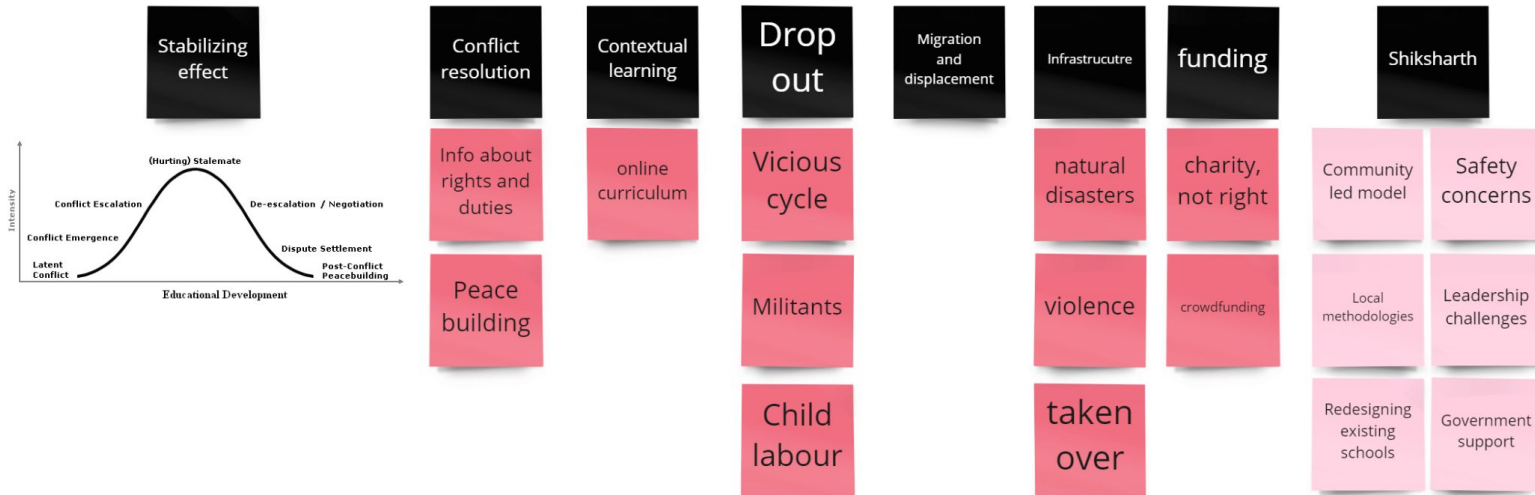 Stabilizing
effect
Conflict
resolution
Contextual
learning
Drop
out
Migration
and
displacement
Infrastrucutre
funding
Shiksharth
Intensity
(Hurting) Stalemate
Conflict Escalation
De-escalation / Negotiation
Conflict Emergence
Dispute Settlement
Latent
Conflict
Post-Conflict
Peacebuilding
Educational Development
Info about
rights and
duties
Peace
building
online
curriculum
Vicious
cycle
Militants
Child
labour
natural
disasters
violence
taken
over
charity,
not right
crowdfunding
Community
led model
Safety
concerns
Local
methodologies
Leadership
challenges
Redesigning
existing
schools
Government
support